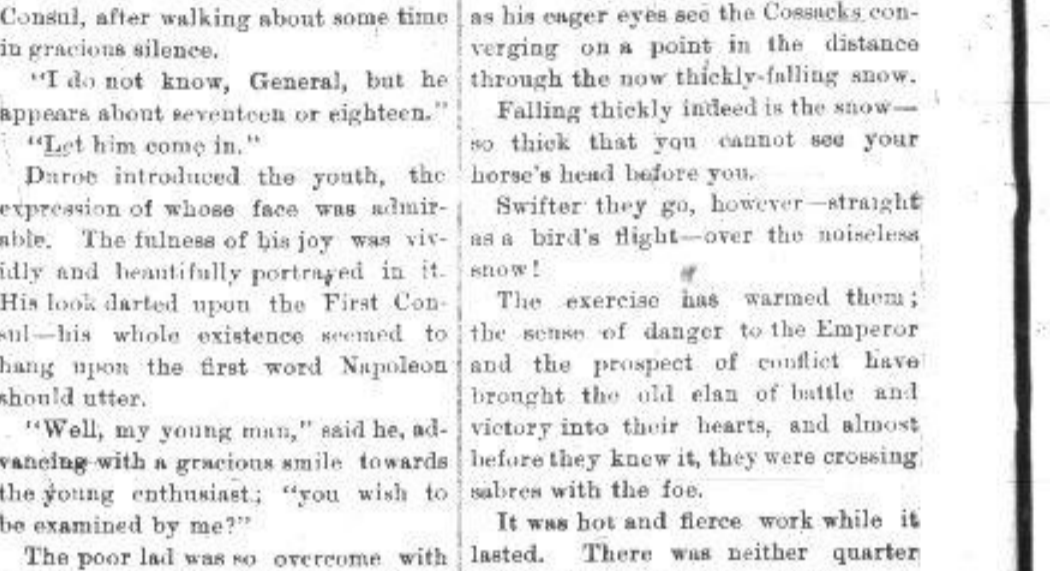 Consul, after walking about some time
in gracious silence.
"I do not know, General, but he
appears about seventeen or eighteen."
"Let him come in."
Duroc introduced the youth, the
expression of whose face was admir-
able. The fulness of his joy was viv-
idly and beautifully portrayed in it.
His look darted upon the First Con-
sul—his whole existence seemed to
hang upon the first word Napoleon
should utter.
"Well, my young man," said he, ad-
vancing with a gracious smile towards
the young enthusiast; "you wish to
be examined by me?"
The poor lad was so overcome with
as his eager eyes see the Cossacks con-
verging on a point in the distance
through the now thickly-falling snow.
Falling thickly indeed is the snow—
so thick that you cannot see your
horse's head before you.
Swifter they go, however—straight
as a bird's flight—over the noiseless
snow!
The exercise has warmed them;
the sense of danger to the Emperor
and the prospect of conflict have
brought the old elan of battle and
victory into their hearts, and almost
before they knew it, they were crossing
sabres with the foe.
It was hot and fierce work while it
lasted. There was neither quarter